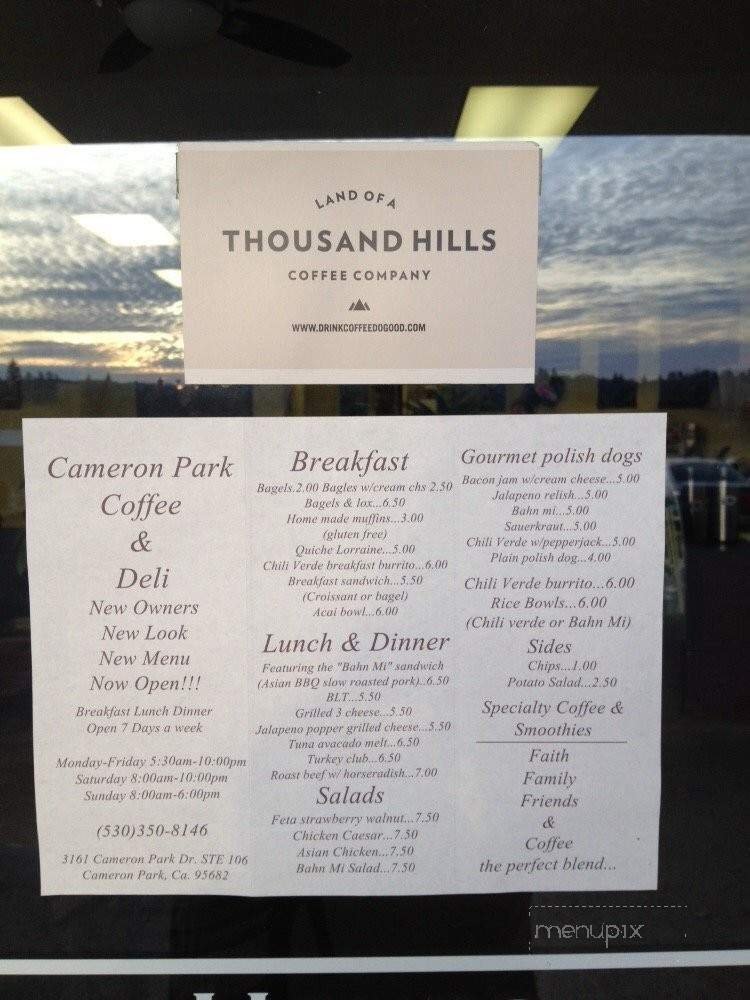 LAND OF A
THOUSAND HILLS
COFFEE COMPANY
WWW.DRINKCOFFEEDOGOOD.COM
Cameron Park
Coffee
&
Deli
New Owners
New Look
New Menu
Now Open!!!
Breakfast Lunch Dinner
Open 7 Days a week
Monday-Friday 5:30am-10:00pm
Saturday 8:00am-10:00pm
Sunday 8:00am-6:00pm
(530)350-8146
3161 Cameron Park Dr. STE 106
Cameron Park, Ca. 95682
Breakfast
Bagels.2.00 Bagles w/cream chs 2.50
Bagels & lox...6.50
Home made muffins...3.00
(gluten free)
Quiche Lorraine...5.00
Chili Verde breakfast burrito...6.00
Breakfast sandwich...5.50
(Croissant or bagel)
Acai bowl...6.00
Lunch & Dinner
Featuring the "Bahn Mi" sandwich
(Asian BBQ slow roasted pork)..6.50
BLT...5.50
Grilled 3 cheese...5.50
Jalapeno popper grilled cheese...5.50
Tuna avacado melt...6.50
Turkey club...6.50
Roast beef w/ horseradish...7.00
Salads
Feta strawberry walnut...7.50
Chicken Caesar...7.50
Asian Chicken...7.50
Bahn Mi Salad...7.50
Gourmet polish dogs
Bacon jam w/cream cheese...5.00
Jalapeno relish...5.00
Bahn mi...5.00
Sauerkraut...5.00
Chili Verde w/pepperjack...5.00
Plain polish dog...4.00
Chili Verde burrito...6.00
Rice Bowls...6.00
(Chili verde or Bahn Mi)
Sides
Chips...1.00
Potato Salad...2.50
Specialty Coffee &
Smoothies
Faith
Family
Friends
&
Coffee
the perfect blend...
menupix